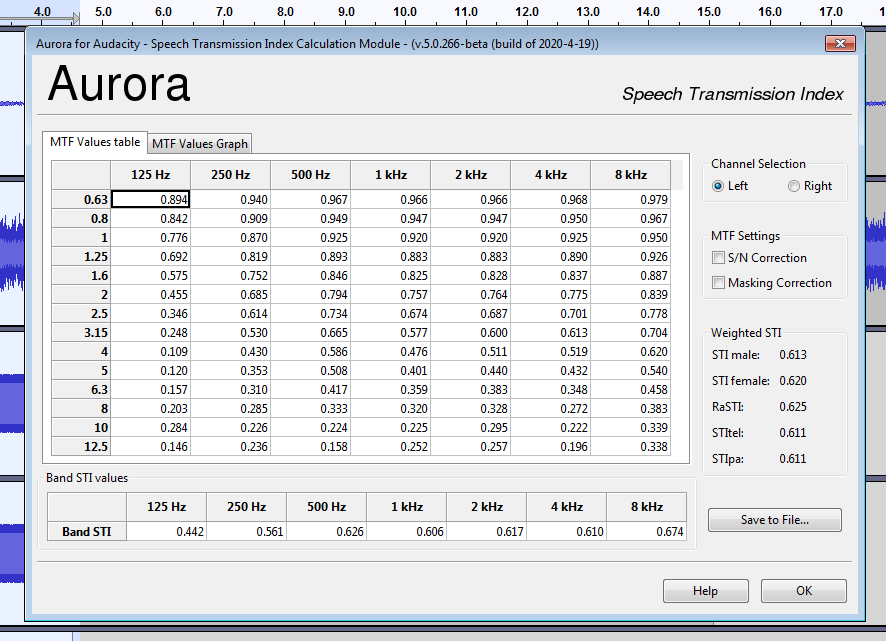 4.0 5.0 6.0 7.0 8.0 9.0 10.0 11.0 12.0 13.0 14.0 15.0 16.0 17.0
Aurora for Audacity - Speech Transmission Index Calculation Module - (v.5.0.266-beta (build of 2020-4-19))
Aurora
Speech Transmission Index
MTF Values table MTF Values Graph
125 Hz 250 Hz 500 Hz 1 kHz 2 kHz 4 kHz 8 kHz
0.63 0.894 0.940 0.967 0.966 0.966 0.968 0.979
0.8 0.842 0.909 0.949 0.947 0.947 0.950 0.967
1 0.776 0.870 0.925 0.920 0.920 0.925 0.950
1.25 0.692 0.819 0.893 0.883 0.883 0.890 0.926
1.6 0.575 0.752 0.846 0.825 0.828 0.837 0.887
2 0.455 0.685 0.794 0.757 0.764 0.775 0.839
2.5 0.346 0.614 0.734 0.674 0.687 0.701 0.778
3.15 0.248 0.530 0.665 0.577 0.600 0.613 0.704
4 0.109 0.430 0.586 0.476 0.511 0.519 0.620
5 0.120 0.353 0.508 0.401 0.440 0.432 0.540
6.3 0.157 0.310 0.417 0.359 0.383 0.348 0.458
8 0.203 0.285 0.333 0.320 0.328 0.272 0.383
10 0.284 0.226 0.224 0.225 0.295 0.222 0.339
12.5 0.146 0.236 0.158 0.252 0.257 0.196 0.338
Channel Selection
Left Right
MTF Settings
S/N Correction
Masking Correction
Weighted STI
STI male: 0.613
STI female: 0.620
RaSTI: 0.625
STItel: 0.611
STIpa: 0.611
Band STI values
125 Hz 250 Hz 500 Hz 1 kHz 2 kHz 4 kHz 8 kHz
Band STI 0.442 0.561 0.626 0.606 0.617 0.610 0.674
Save to File...
Help OK